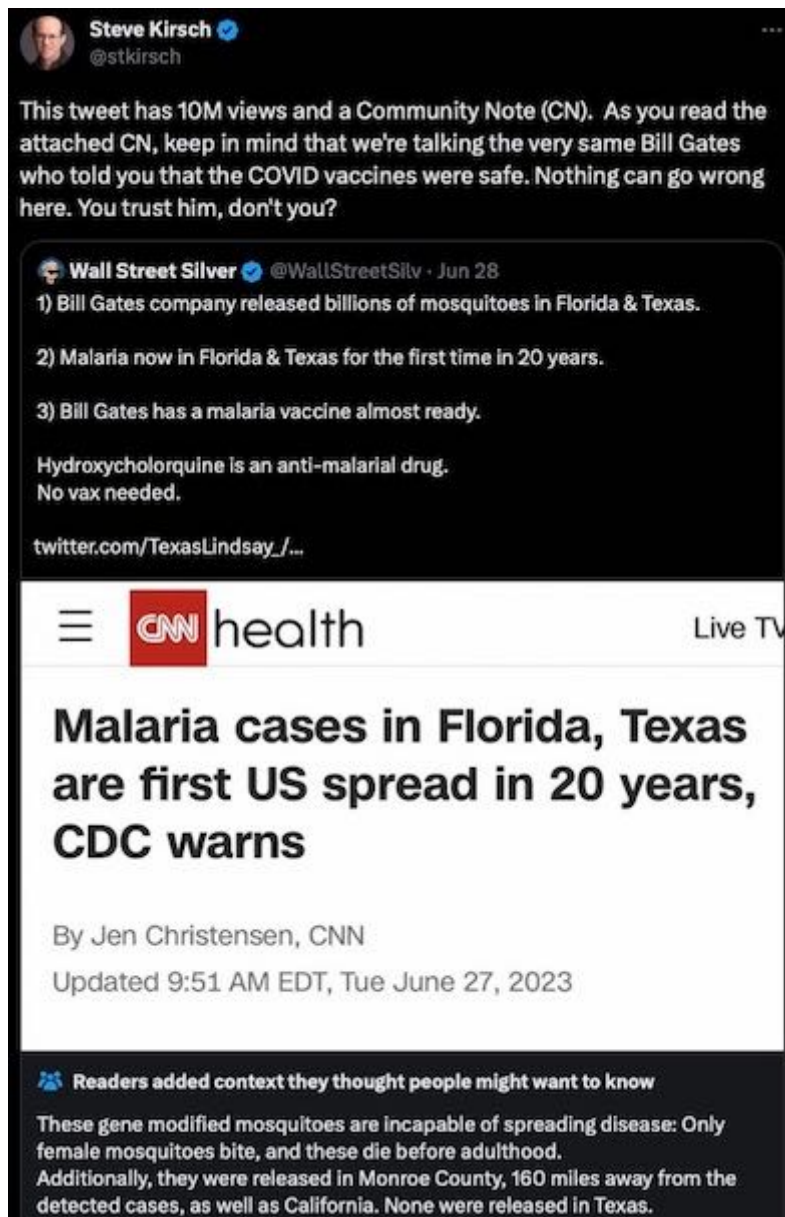 Steve Kirsch
@stkirsch
...
This tweet has 10M views and a Community Note (CN). As you read the
attached CN, keep in mind that we're talking the very same Bill Gates
who told you that the COVID vaccines were safe. Nothing can go wrong
here. You trust him, don't you?
Wall Street Silver @WallStreetSilv · Jun 28
1) Bill Gates company released billions of mosquitoes in Florida & Texas.
2) Malaria now in Florida & Texas for the first time in 20 years.
3) Bill Gates has a malaria vaccine almost ready.
Hydroxycholorquine is an anti-malarial drug.
No vax needed.
twitter.com/TexasLindsay_/...
CNN health
Live TV
Malaria cases in Florida, Texas
are first US spread in 20 years,
CDC warns
By Jen Christensen, CNN
Updated 9:51 AM EDT, Tue June 27, 2023
Readers added context they thought people might want to know
These gene modified mosquitoes are incapable of spreading disease: Only
female mosquitoes bite, and these die before adulthood.
Additionally, they were released in Monroe County, 160 miles away from the
detected cases, as well as California. None were released in Texas.